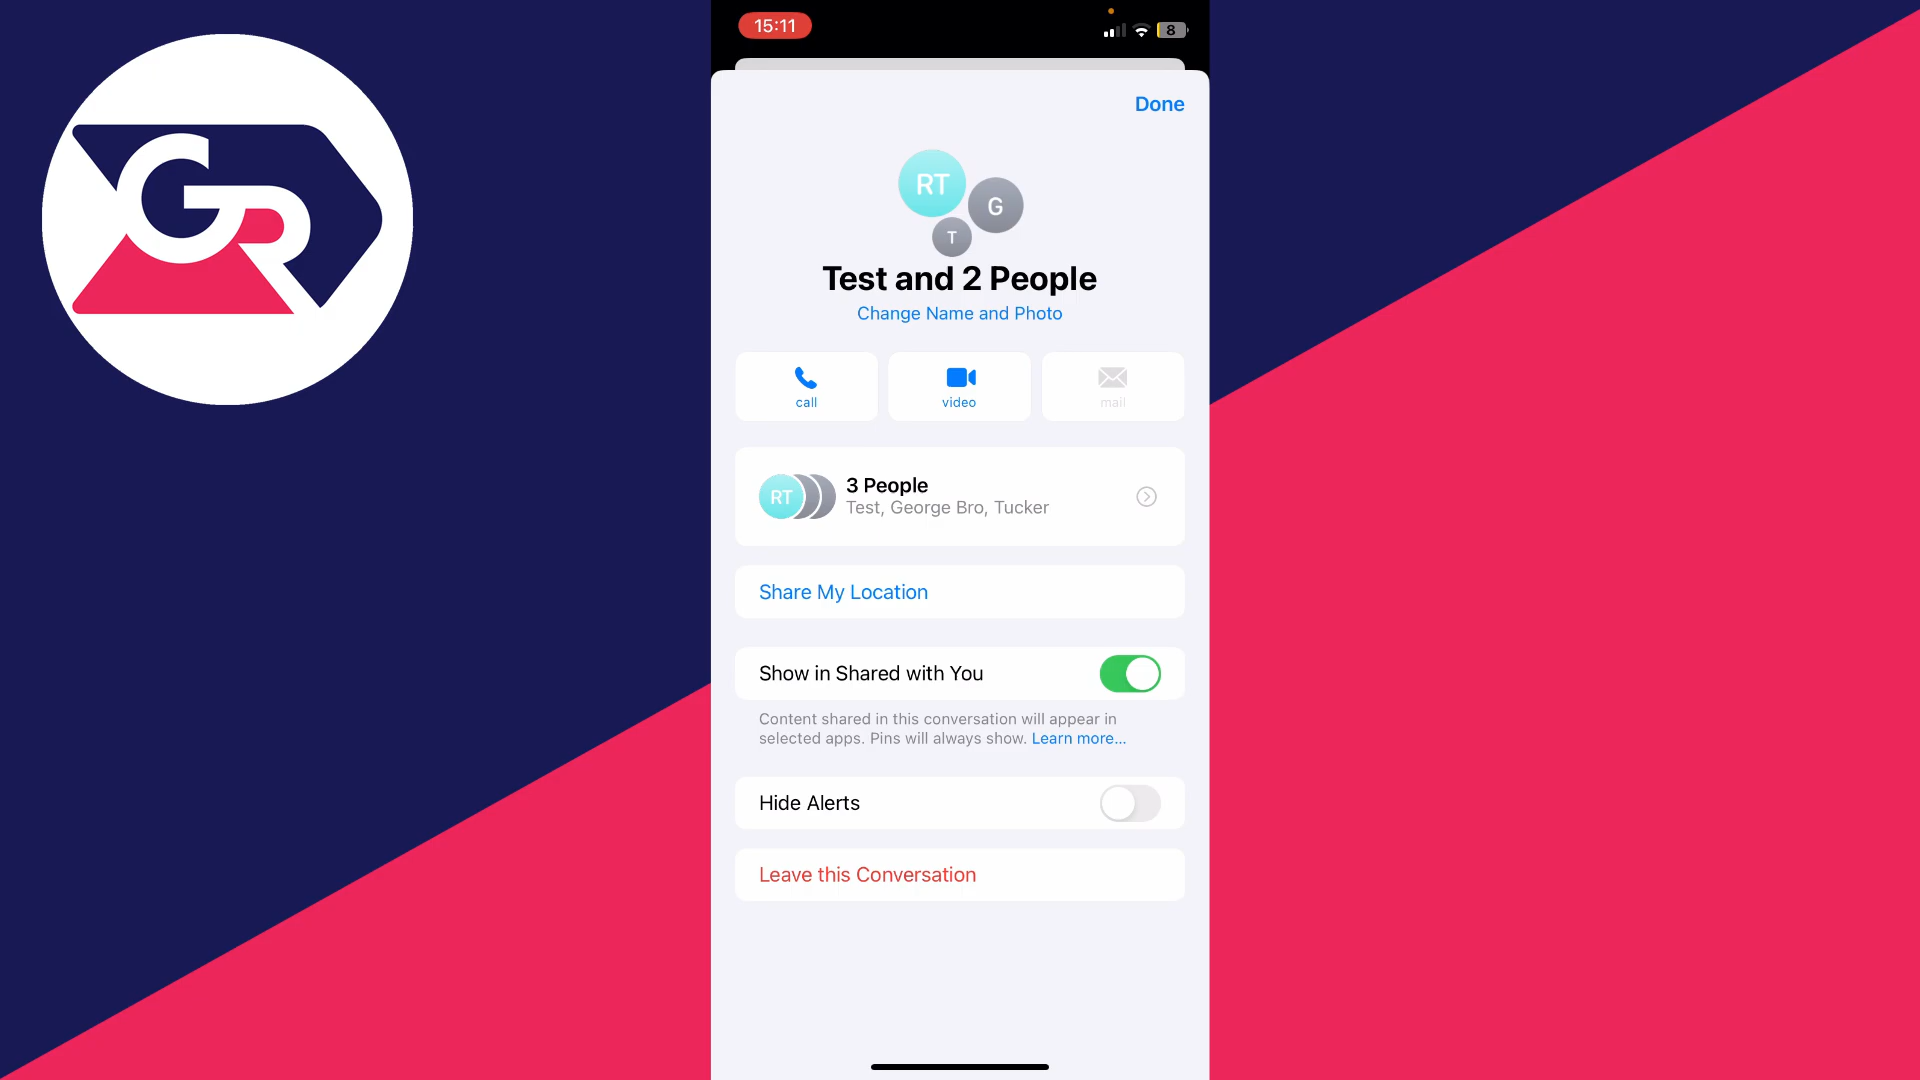 GR
15:11
8
Done
RT
G
T
Test and 2 People
Change Name and Photo
call
video
mail
RT
3 People
Test, George Bro, Tucker
Share My Location
Show in Shared with You
Content shared in this conversation will appear in
selected apps. Pins will always show. Learn more...
Hide Alerts
Leave this Conversation